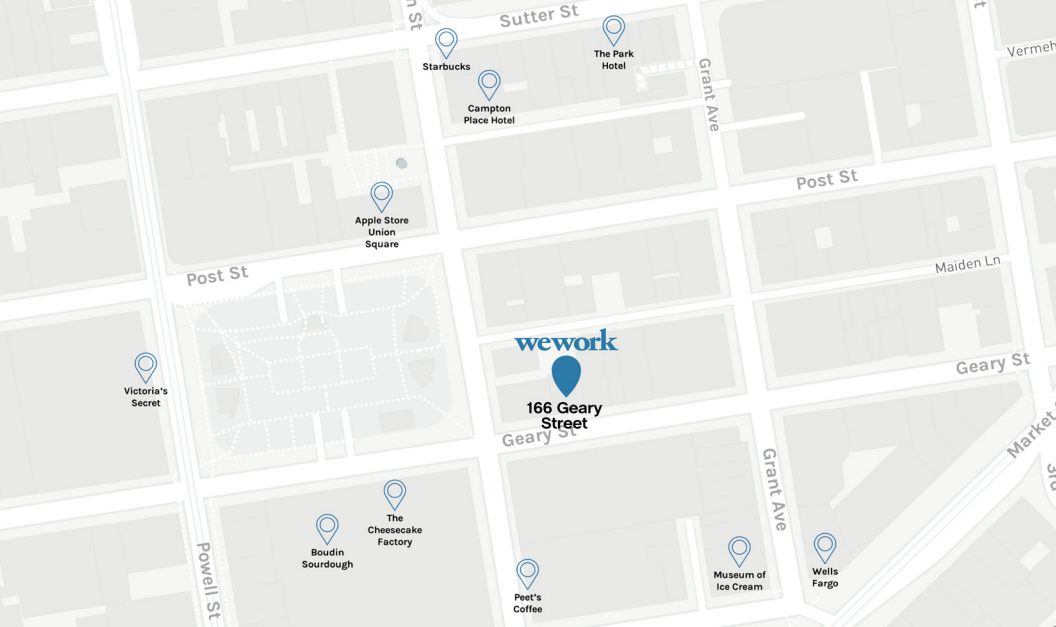 n St
Sutter St
Starbucks
The Park
Hotel
Vermeh
Grant Ave
Campton
Place Hotel
Post St
Apple Store
Union
Square
Maiden Ln
Post St
wework
Victoria's
Secret
166 Geary
Street
Geary St
Geary St
Market
3rd
Grant Ave
The
Cheesecake
Factory
Boudin
Sourdough
Powell St
Peet's
Coffee
Museum of
Ice Cream
Wells
Fargo